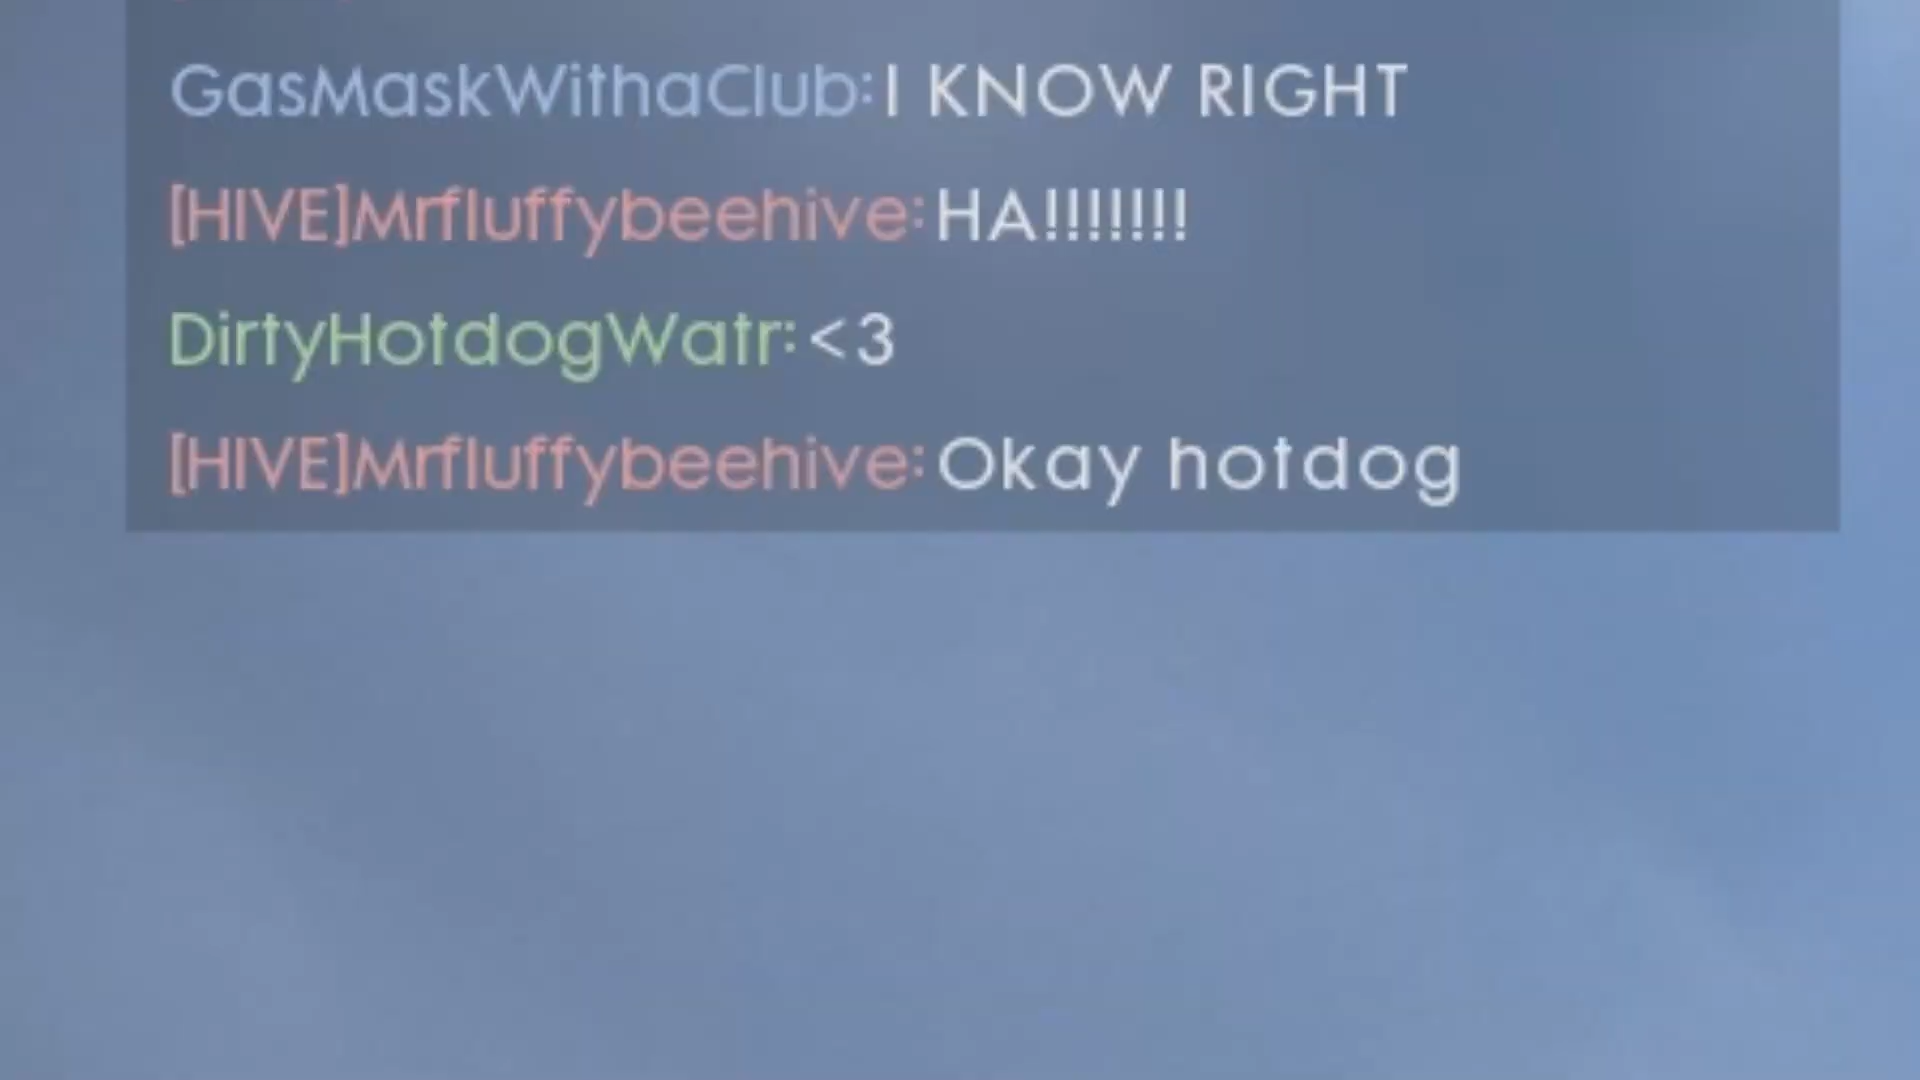 GasMaskWithaClub:I KNOW RIGHT
[HIVE]Mrfluffybeehive:HA!!!!!!!
DirtyHotdogWatr:<3
[HIVE]Mrfluffybeehive:Okay hotdog